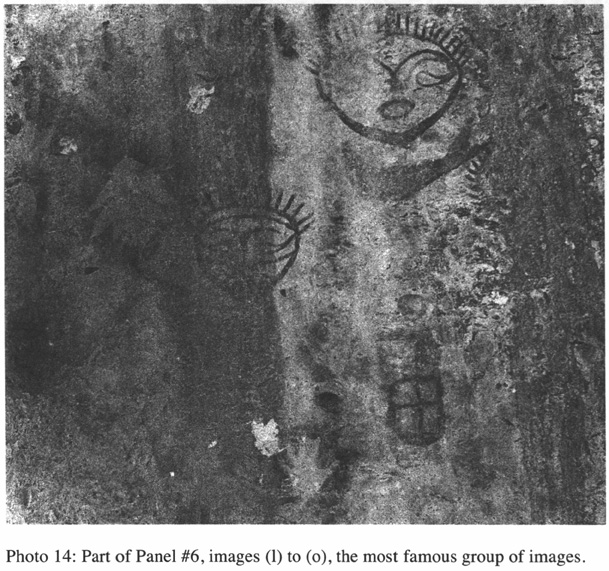 Photo 14: Part of Panel #6, images (l) to (o), the most famous group of images.